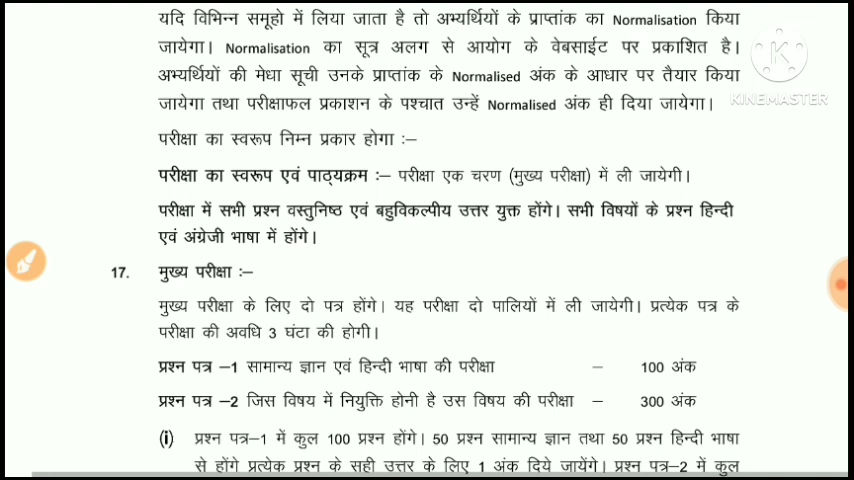 यदि विभिन्न समूहो में लिया जाता है तो अभ्यर्थियों के प्राप्तांक का Normalisation किया
जायेगा। Normalisation का सूत्र अलग से आयोग के वेबसाईट पर प्रकाशित है।
अभ्यर्थियों की मेधा सूची उनके प्राप्तांक के Normalised अंक के आधार पर तैयार किया
जायेगा तथा परीक्षाफल प्रकाशन के पश्चात उन्हें Normalised अंक ही दिया जायेगा।
KINEMASTER
परीक्षा का स्वरूप निम्न प्रकार होगा :–
परीक्षा का स्वरूप एवं पाठ्यक्रम :– परीक्षा एक चरण (मुख्य परीक्षा) में ली जायेगी।
परीक्षा में सभी प्रश्न वस्तुनिष्ठ एवं बहुविकल्पीय उत्तर युक्त होंगे। सभी विषयों के प्रश्न हिन्दी
एवं अंग्रेजी भाषा में होंगे।
17. मुख्य परीक्षा :–
मुख्य परीक्षा के लिए दो पत्र होंगे। यह परीक्षा दो पालियों में ली जायेगी। प्रत्येक पत्र के
परीक्षा की अवधि 3 घंटा की होगी।
प्रश्न पत्र –1 सामान्य ज्ञान एवं हिन्दी भाषा की परीक्षा – 100 अंक
प्रश्न पत्र –2 जिस विषय में नियुक्ति होनी है उस विषय की परीक्षा – 300 अंक
(i) प्रश्न पत्र–1 में कुल 100 प्रश्न होंगे। 50 प्रश्न सामान्य ज्ञान तथा 50 प्रश्न हिन्दी भाषा
से होंगे प्रत्येक प्रश्न के सही उत्तर के लिए 1 अंक दिये जायेंगे। प्रश्न पत्र–2 में कुल